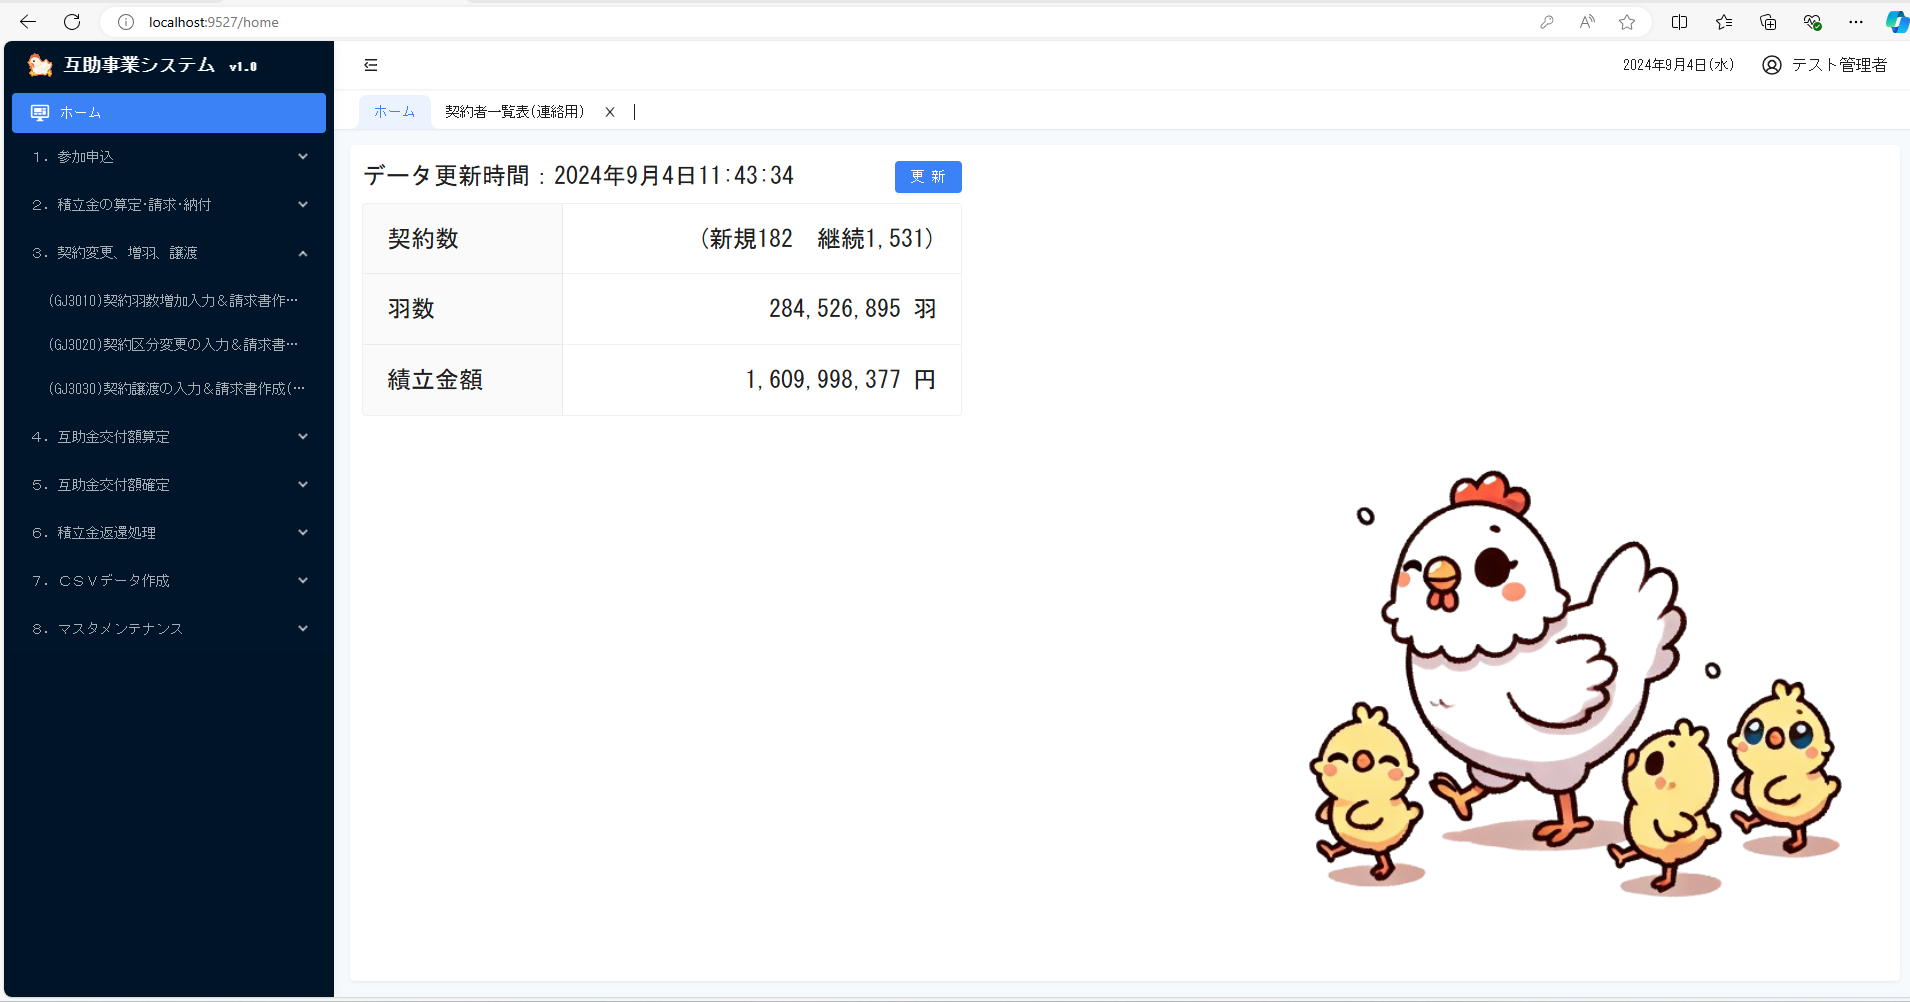 localhost:9527/home
互助事業システム v1.0
2024年9月4日(水) テスト管理者
ホーム
ホーム 契約者一覧表(連絡用)
1．参加申込
2．積立金の算定･請求･納付
3．契約変更、増羽、譲渡
(GJ3010)契約羽数増加入力＆請求書作…
(GJ3020)契約区分変更の入力＆請求書…
(GJ3030)契約譲渡の入力＆請求書作成(…
4．互助金交付額算定
5．互助金交付額確定
6．積立金返還処理
7．ＣＳＶデータ作成
8．マスタメンテナンス
データ更新時間：2024年9月4日11:43:34 更新
契約数 (新規182　継続1,531)
羽数 284,526,895 羽
積立金額 1,609,998,377 円